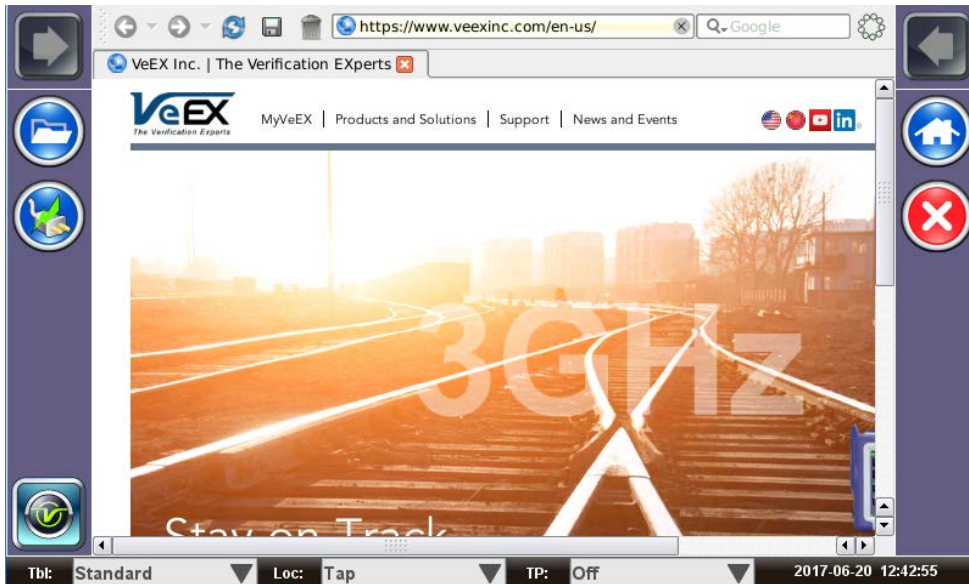 https://www.veexinc.com/en-us/
Google
VeEX Inc. | The Verification EXperts
VeEX
The Verification Experts
MyVeEX | Products and Solutions | Support | News and Events
in
3GHz
Stay on Track
Tbl: Standard Loc: Tap TP: Off 2017-06-20 12:42:55